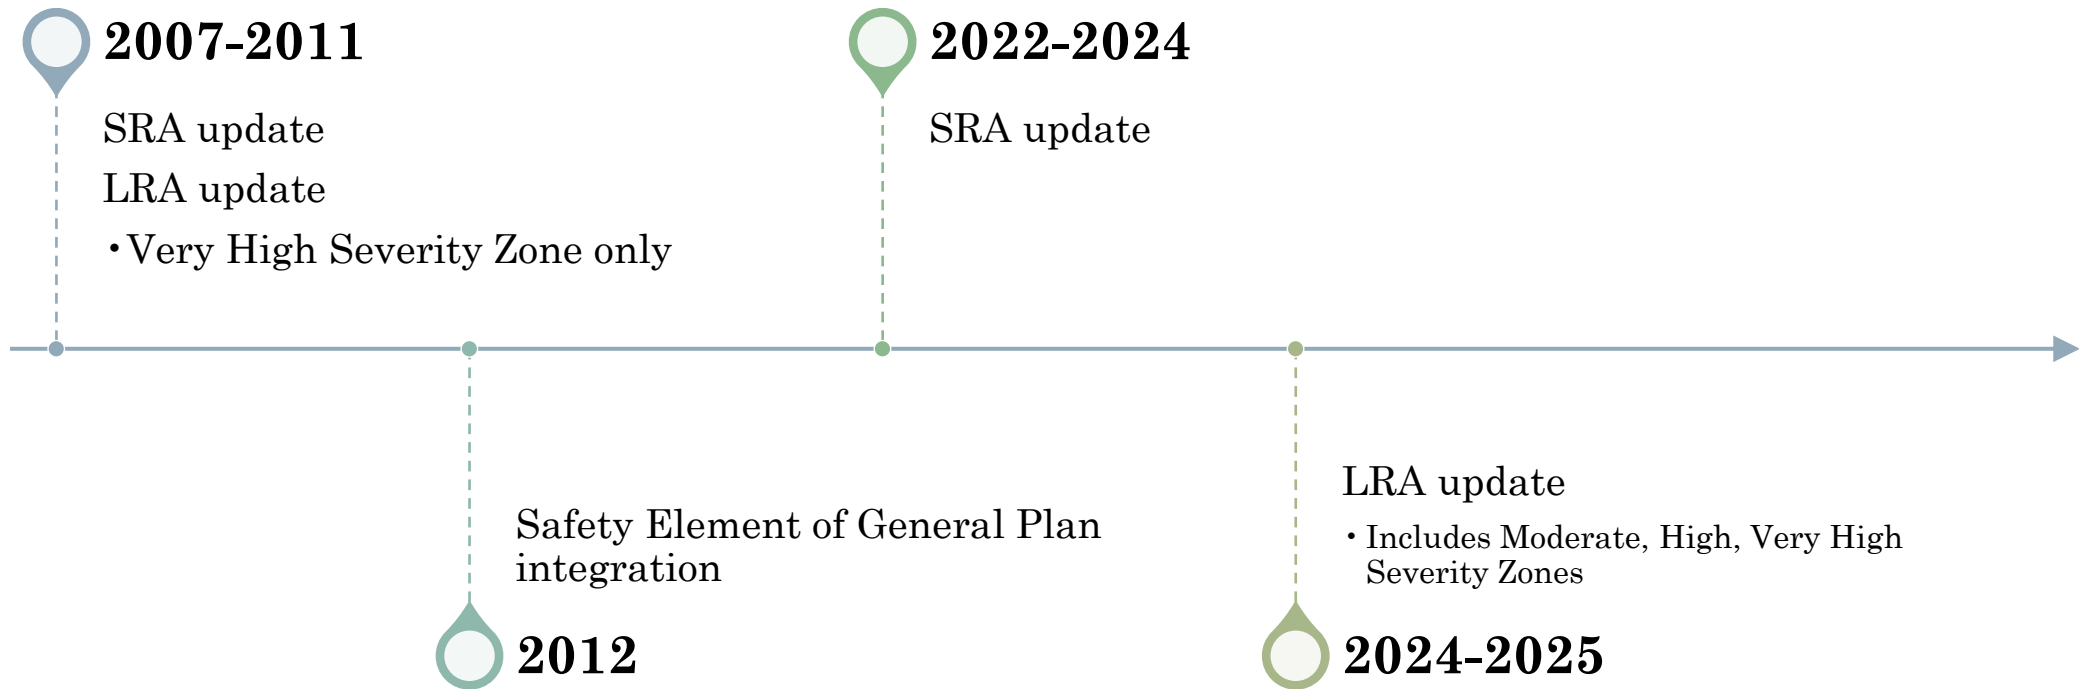 2007-2011
SRA update
LRA update
• Very High Severity Zone only
2012
Safety Element of General Plan
integration
2022-2024
SRA update
2024-2025
LRA update
• Includes Moderate, High, Very High
Severity Zones